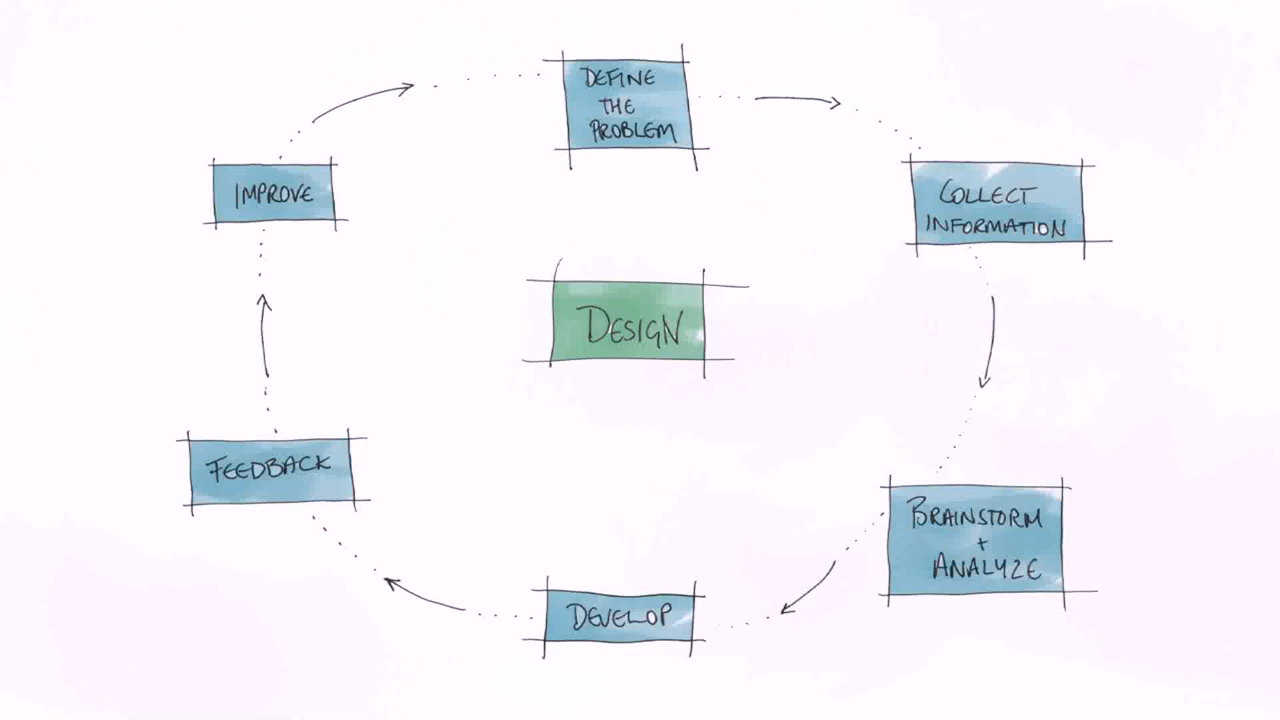 DEFINE
THE
PROBLEM
COLLECT
INFORMATION
BRAINSTORM
+
ANALYZE
DEVELOP
FEEDBACK
IMPROVE
DESIGN